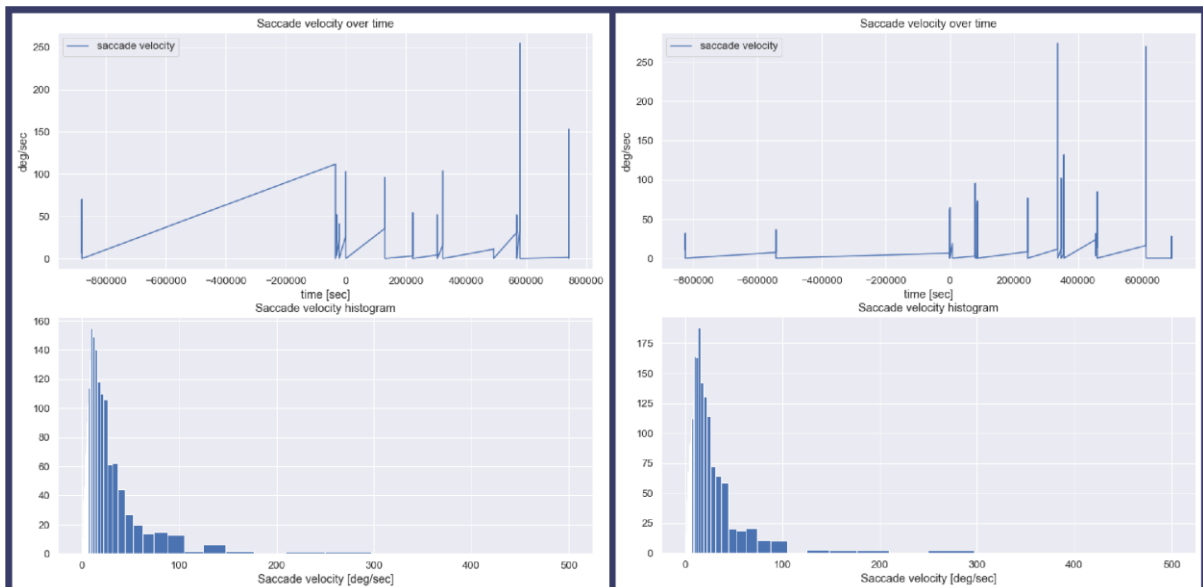 Saccade velocity over time
saccade velocity
250
200
150
100
50
0
deg/sec
−800000 −600000 −400000 −200000 0 200000 400000 600000 800000
time [sec]
Saccade velocity histogram
160
140
120
100
80
60
40
20
0
0 100 200 300 400 500
Saccade velocity [deg/sec]
Saccade velocity over time
saccade velocity
250
200
150
100
50
0
deg/sec
−800000 −600000 −400000 −200000 0 200000 400000 600000
time [sec]
Saccade velocity histogram
175
150
125
100
75
50
25
0
0 100 200 300 400 500
Saccade velocity [deg/sec]